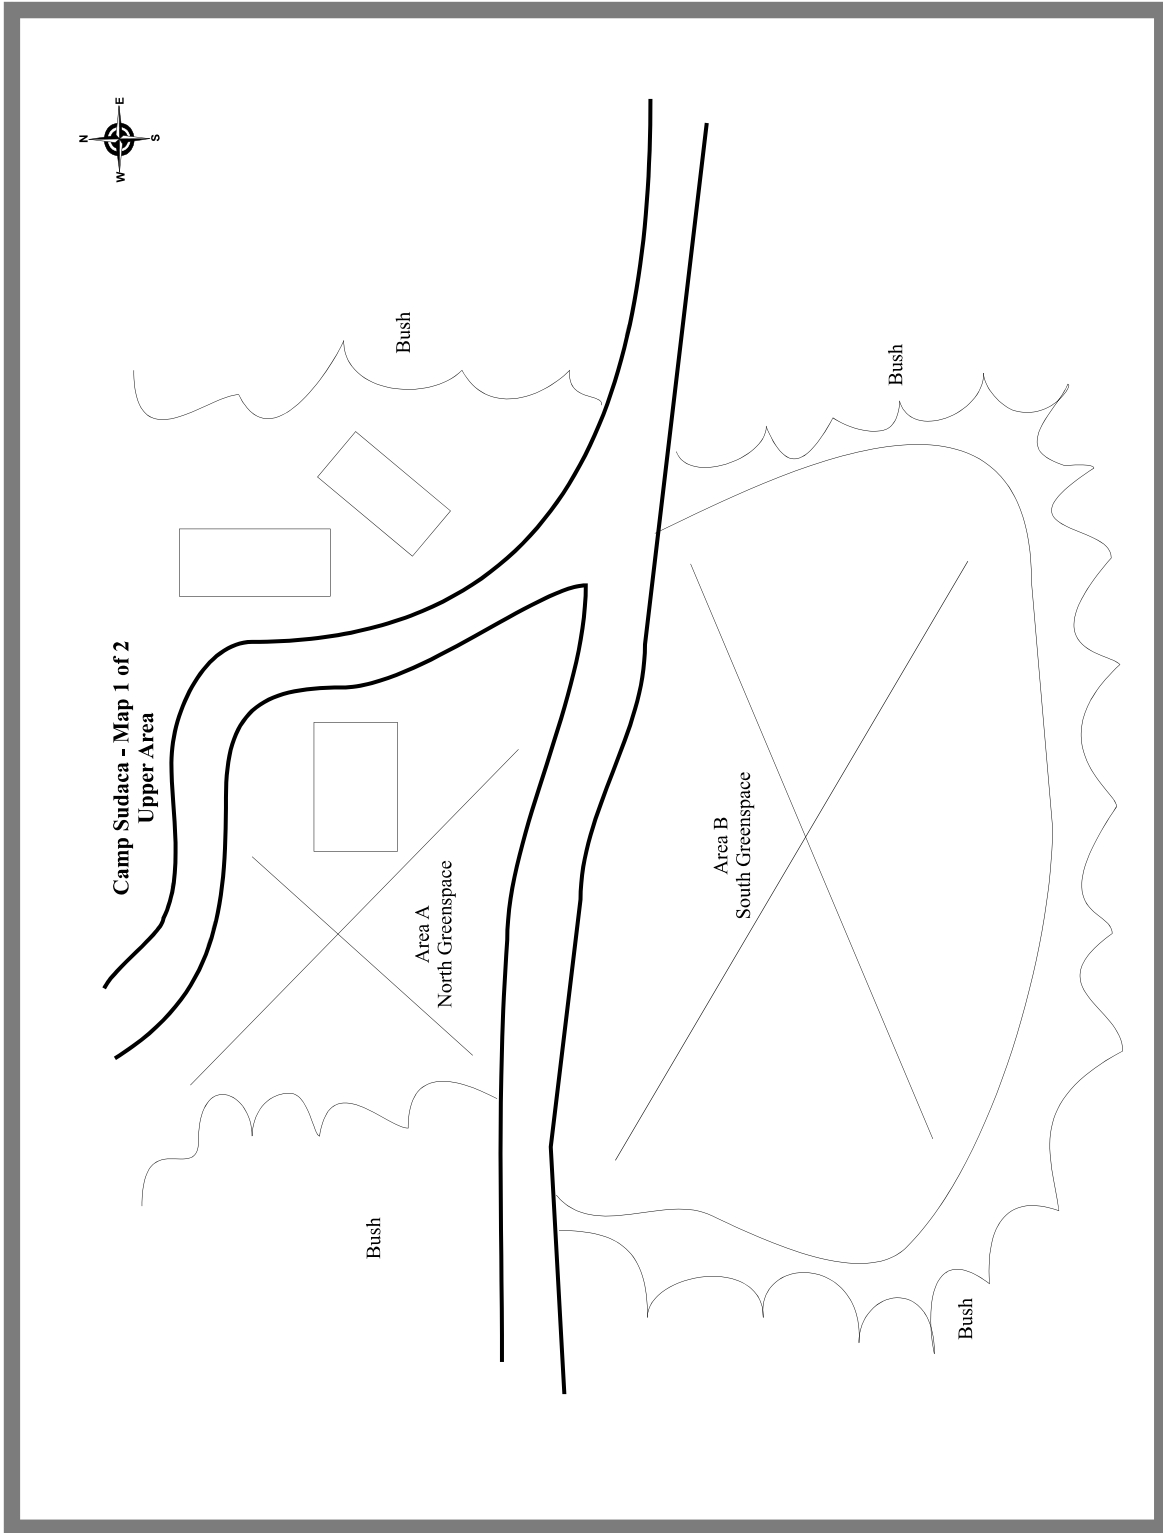 Camp Sudaca - Map 1 of 2
Upper Area
N
W
E
S
Bush
Bush
Area A
North Greenspace
Area B
South Greenspace
Bush
Bush